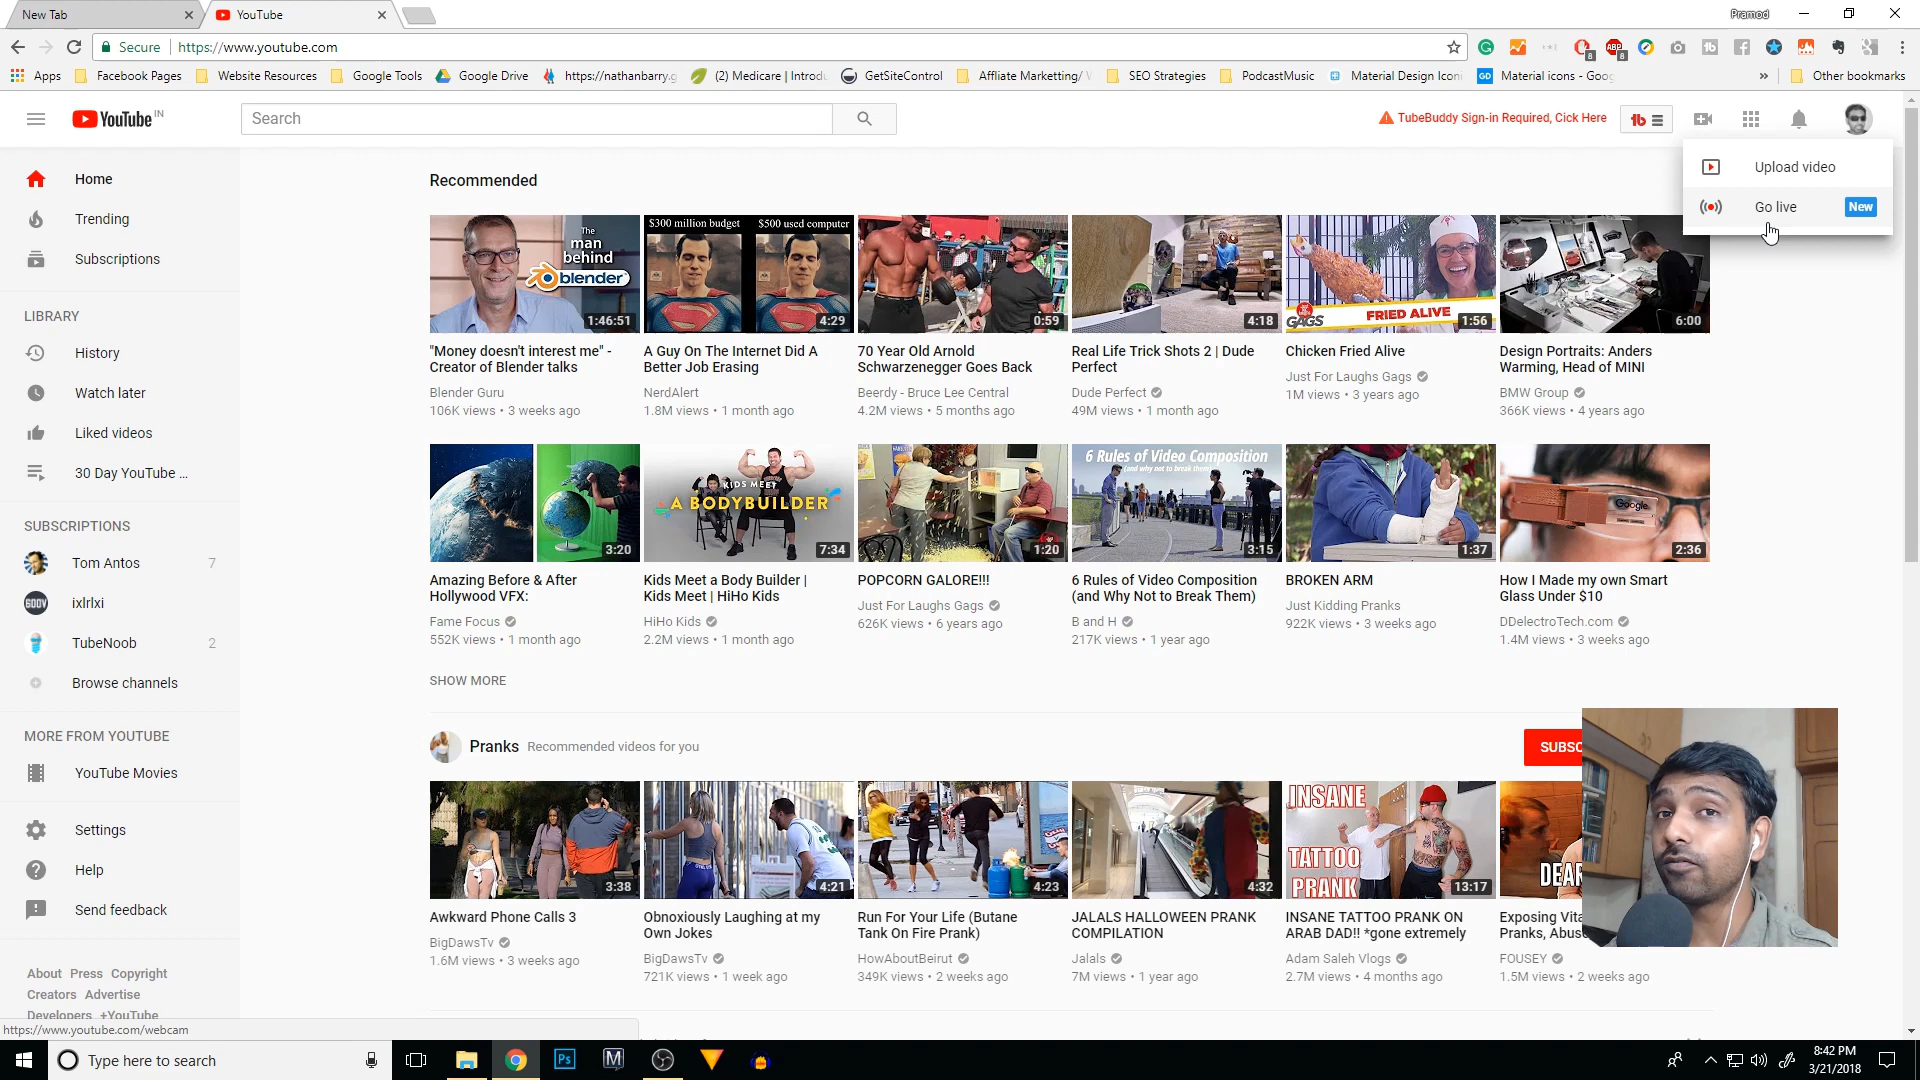 New Tab
YouTube
Pramod
Secure
https://www.youtube.com
Apps
Facebook Pages
Website Resources
Google Tools
Google Drive
https://nathanbarry.
(2) Medicare | Introdu
GetSiteControl
Affliate Marketting/
SEO Strategies
PodcastMusic
Material Design Icon
Material icons - Goog
»
Other bookmarks
YouTube IN
Search
TubeBuddy Sign-in Required, Cick Here
Upload video
Go live
New
Home
Trending
Subscriptions
LIBRARY
History
Watch later
Liked videos
30 Day YouTube ...
SUBSCRIPTIONS
Tom Antos 7
ixlrlxi
TubeNoob 2
Browse channels
MORE FROM YOUTUBE
YouTube Movies
Settings
Help
Send feedback
About Press Copyright
Creators Advertise
Developers +YouTube
https://www.youtube.com/webcam
Recommended
The
man
behind
blender
1:46:51
"Money doesn't interest me" -
Creator of Blender talks
Blender Guru
106K views • 3 weeks ago
$300 million budget $500 used computer
4:29
A Guy On The Internet Did A
Better Job Erasing
NerdAlert
1.8M views • 1 month ago
0:59
70 Year Old Arnold
Schwarzenegger Goes Back
Beerdy - Bruce Lee Central
4.2M views • 5 months ago
4:18
Real Life Trick Shots 2 | Dude
Perfect
Dude Perfect
49M views • 1 month ago
GAGS
FRIED ALIVE
1:56
Chicken Fried Alive
Just For Laughs Gags
1M views • 3 years ago
6:00
Design Portraits: Anders
Warming, Head of MINI
BMW Group
366K views • 4 years ago
3:20
Amazing Before & After
Hollywood VFX:
Fame Focus
552K views • 1 month ago
KIDS MEET
A BODYBUILDER
7:34
Kids Meet a Body Builder |
Kids Meet | HiHo Kids
HiHo Kids
2.2M views • 1 month ago
1:20
POPCORN GALORE!!!
Just For Laughs Gags
626K views • 6 years ago
6 Rules of Video Composition
(and why not to break them)
3:15
6 Rules of Video Composition
(and Why Not to Break Them)
B and H
217K views • 1 year ago
1:37
BROKEN ARM
Just Kidding Pranks
922K views • 3 weeks ago
Google
2:36
How I Made my own Smart
Glass Under $10
DDelectroTech.com
1.4M views • 3 weeks ago
SHOW MORE
Pranks Recommended videos for you
SUBSC
3:38
Awkward Phone Calls 3
BigDawsTv
1.6M views • 3 weeks ago
4:21
Obnoxiously Laughing at my
Own Jokes
BigDawsTv
721K views • 1 week ago
4:23
Run For Your Life (Butane
Tank On Fire Prank)
HowAboutBeirut
349K views • 2 weeks ago
4:32
JALALS HALLOWEEN PRANK
COMPILATION
Jalals
7M views • 1 year ago
INSANE
TATTOO
PRANK
13:17
INSANE TATTOO PRANK ON
ARAB DAD!! *gone extremely
Adam Saleh Vlogs
2.7M views • 4 months ago
DEAR
Exposing Vita
Pranks, Abuse
FOUSEY
1.5M views • 2 weeks ago
Type here to search
Ps
8:42 PM
3/21/2018